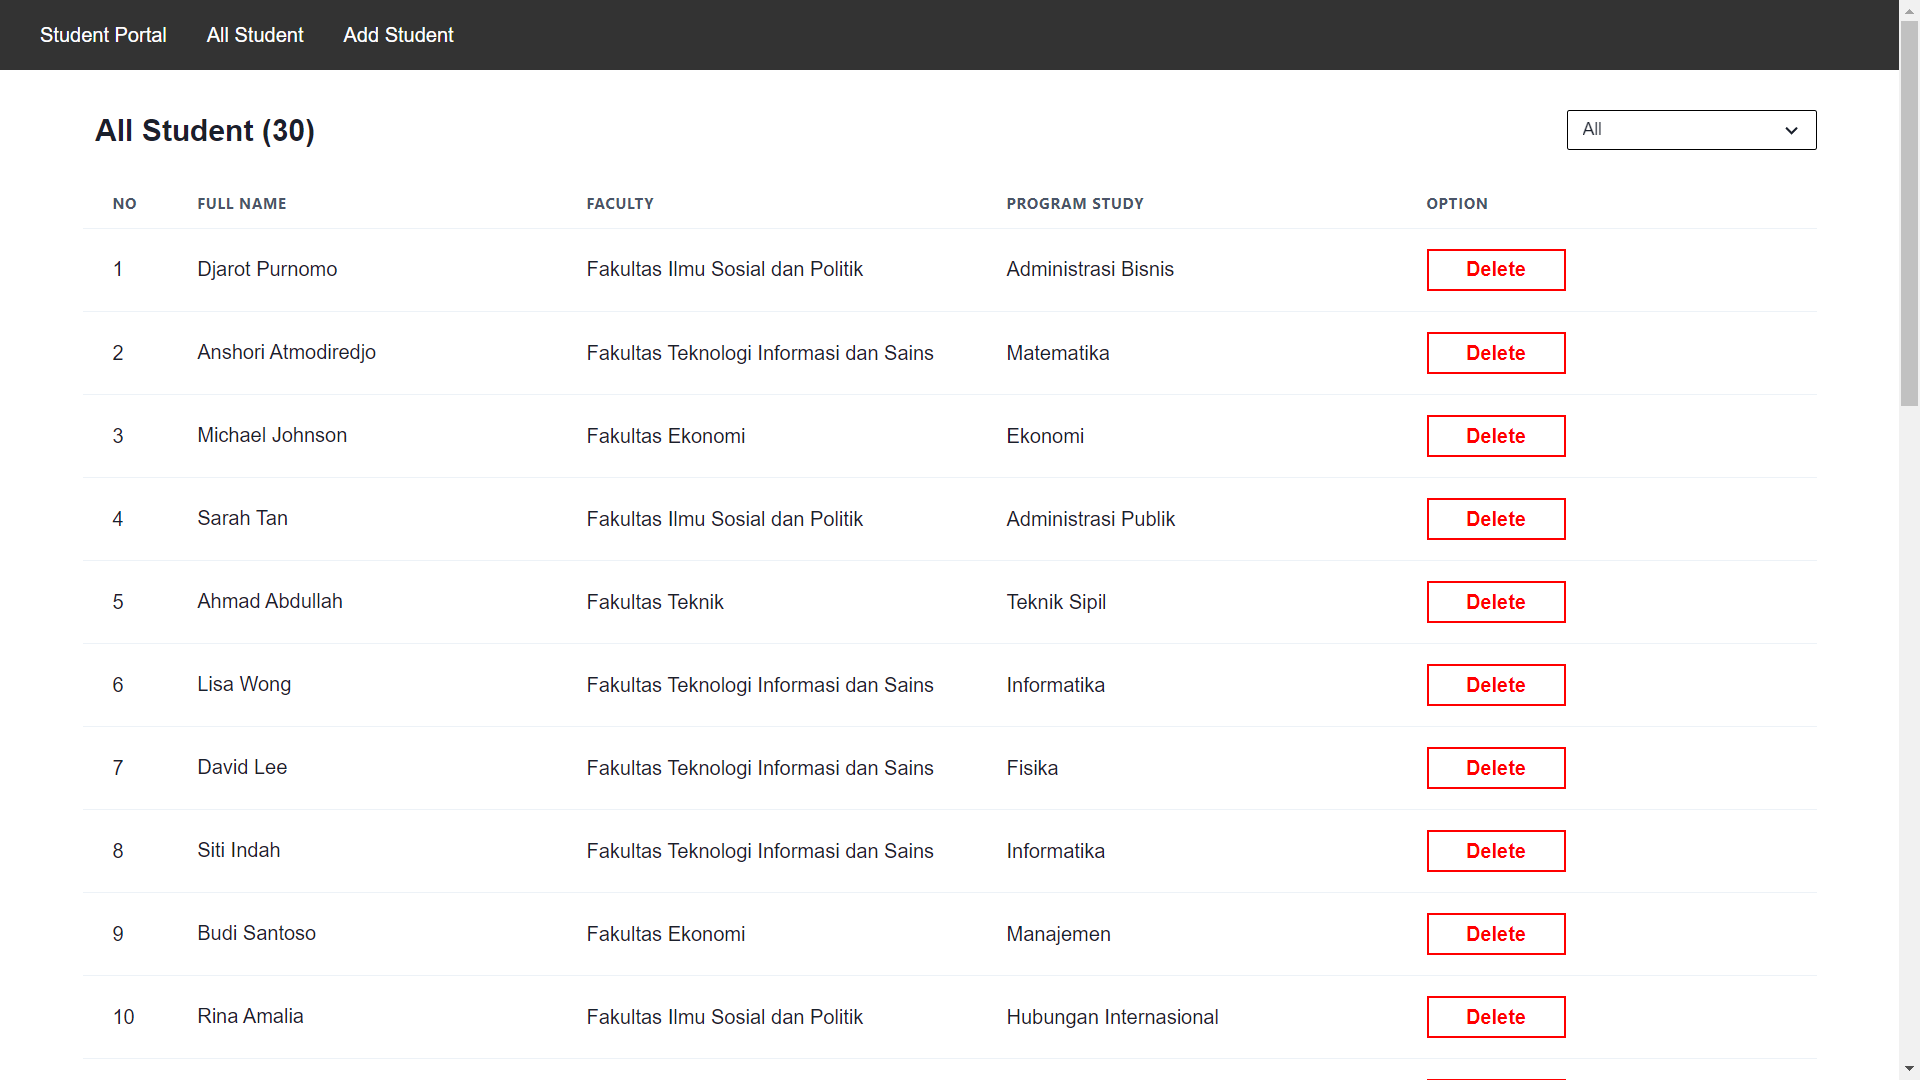 Student Portal All Student Add Student
All Student (30) All
NO FULL NAME FACULTY PROGRAM STUDY OPTION
1 Djarot Purnomo Fakultas Ilmu Sosial dan Politik Administrasi Bisnis Delete
2 Anshori Atmodiredjo Fakultas Teknologi Informasi dan Sains Matematika Delete
3 Michael Johnson Fakultas Ekonomi Ekonomi Delete
4 Sarah Tan Fakultas Ilmu Sosial dan Politik Administrasi Publik Delete
5 Ahmad Abdullah Fakultas Teknik Teknik Sipil Delete
6 Lisa Wong Fakultas Teknologi Informasi dan Sains Informatika Delete
7 David Lee Fakultas Teknologi Informasi dan Sains Fisika Delete
8 Siti Indah Fakultas Teknologi Informasi dan Sains Informatika Delete
9 Budi Santoso Fakultas Ekonomi Manajemen Delete
10 Rina Amalia Fakultas Ilmu Sosial dan Politik Hubungan Internasional Delete